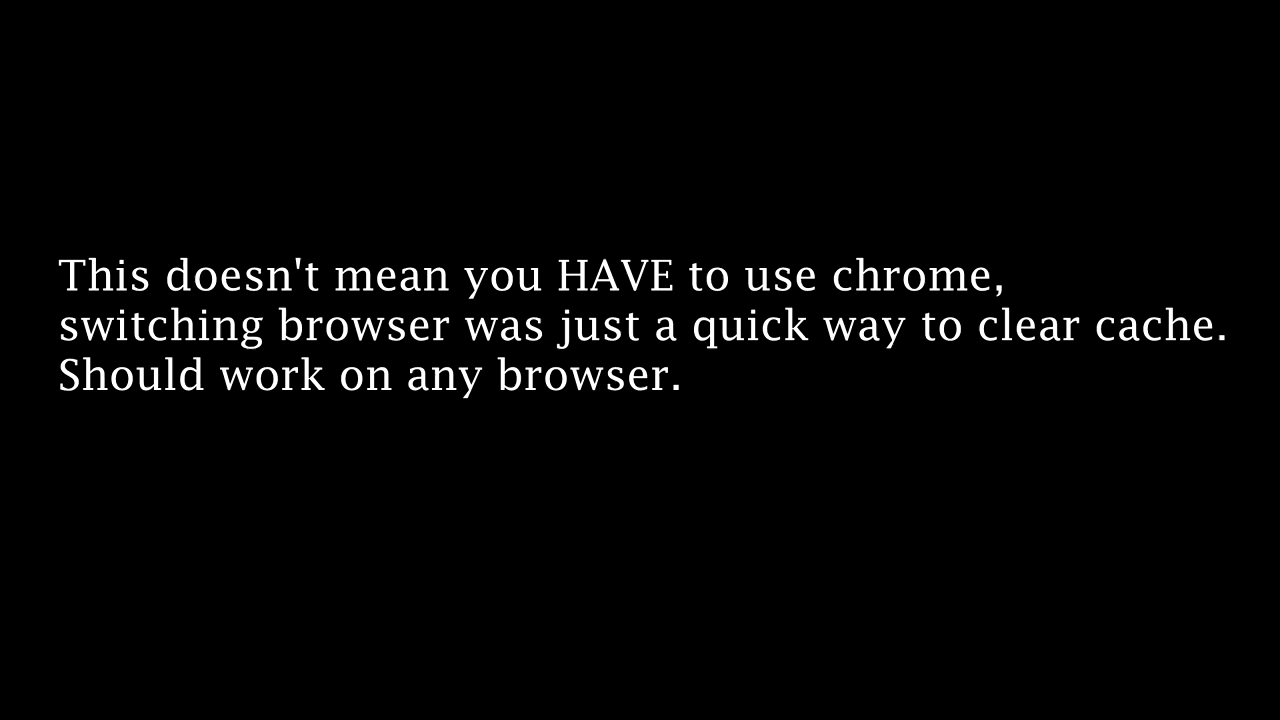 This doesn't mean you HAVE to use chrome,
switching browser was just a quick way to clear cache.
Should work on any browser.